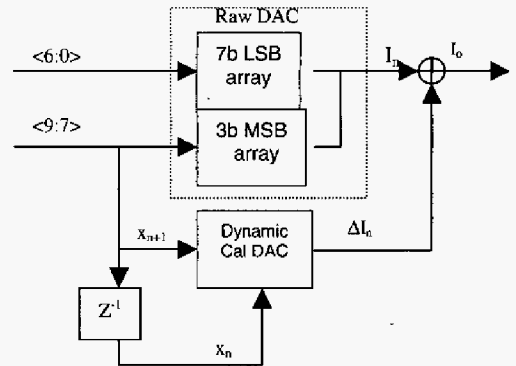 Raw DAC
<6:0>
7b LSB
array
Iₙ
Iₒ
<9:7>
3b MSB
array
xₙ₊₁
Dynamic
Cal DAC
ΔIₙ
Z⁻¹
xₙ